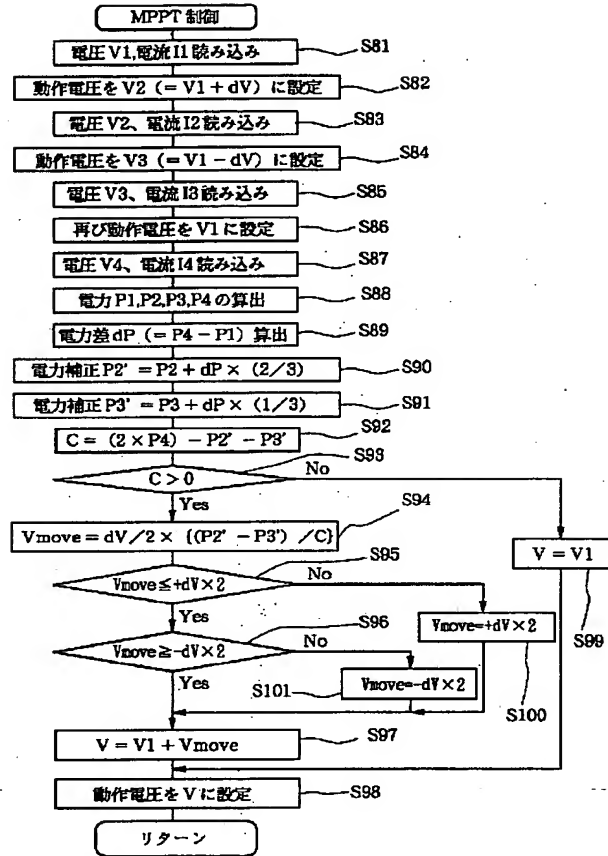 MPPT 制御
電圧 V1,電流 I1 読み込み
S81
動作電圧を V2 (= V1 + dV) に設定
S82
電圧 V2、電流 I2 読み込み
S83
動作電圧を V3 (= V1 - dV) に設定
S84
電圧 V3、電流 I3 読み込み
S85
再び動作電圧を V1 に設定
S86
電圧 V4、電流 I4 読み込み
S87
電力 P1,P2,P3,P4 の算出
S88
電力差 dP (= P4 - P1) 算出
S89
電力補正 P2' = P2 + dP × (2/3)
S90
電力補正 P3' = P3 + dP × (1/3)
S91
C = (2 × P4) - P2' - P3'
S92
C > 0
S93
No
Yes
Vmove = dV/2 × {(P2' - P3') /C}
S94
V = V1
S99
Vmove≦+dV×2
S95
No
Yes
Vmove=+dV×2
S100
Vmove≧-dV×2
S96
No
Yes
Vmove=-dV×2
S101
V = V1 + Vmove
S97
動作電圧を V に設定
S98
リターン